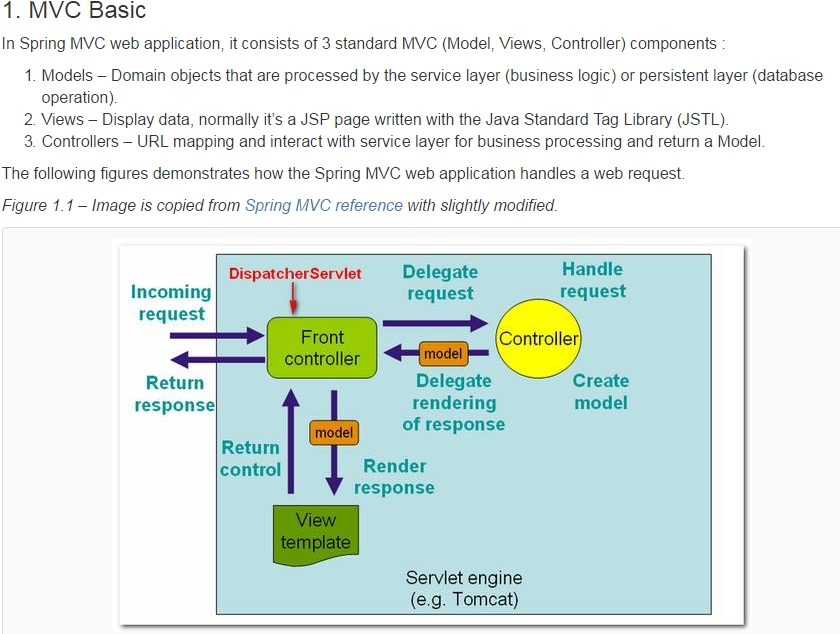 1. MVC Basic
In Spring MVC web application, it consists of 3 standard MVC (Model, Views, Controller) components :
1. Models – Domain objects that are processed by the service layer (business logic) or persistent layer (database
operation).
2. Views – Display data, normally it's a JSP page written with the Java Standard Tag Library (JSTL).
3. Controllers – URL mapping and interact with service layer for business processing and return a Model.
The following figures demonstrates how the Spring MVC web application handles a web request.
Figure 1.1 – Image is copied from Spring MVC reference with slightly modified.
DispatcherServlet
Incoming
request
Delegate
request
Handle
request
Front
controller
model
Controller
Return
response
Delegate
rendering
of response
Create
model
model
Return
control
Render
response
View
template
Servlet engine
(e.g. Tomcat)